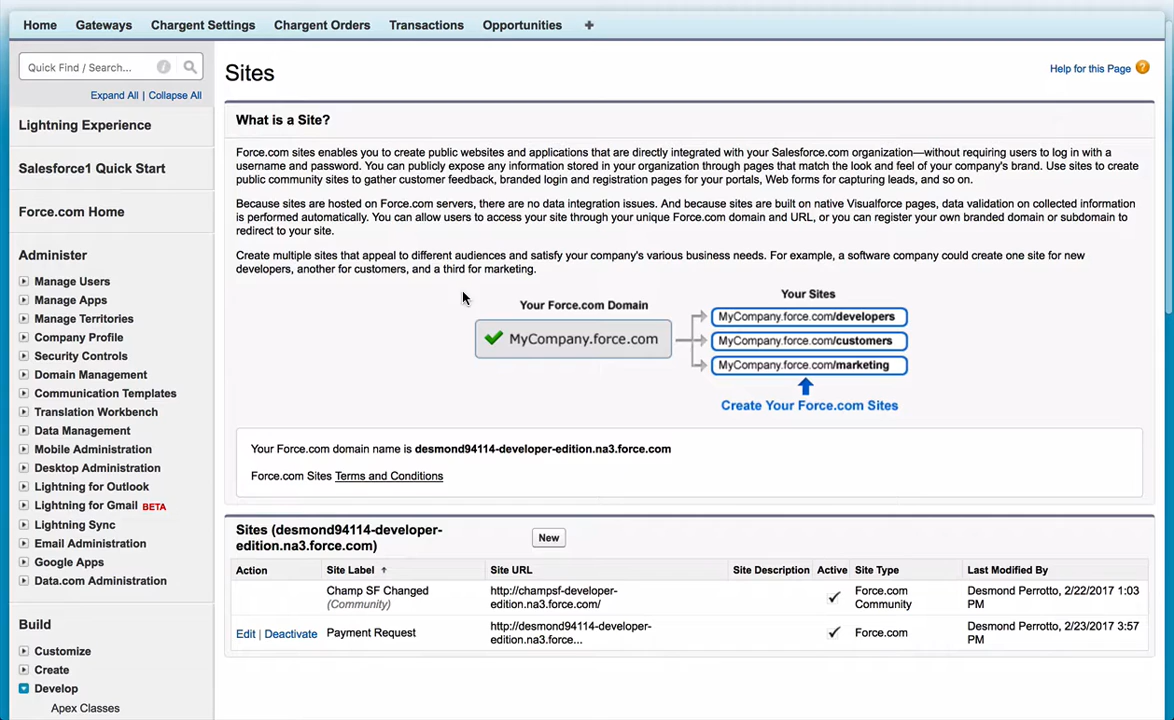 Home Gateways Chargent Settings Chargent Orders Transactions Opportunities +
Quick Find / Search... i
Expand All | Collapse All
Lightning Experience
Salesforce1 Quick Start
Force.com Home
Administer
Manage Users
Manage Apps
Manage Territories
Company Profile
Security Controls
Domain Management
Communication Templates
Translation Workbench
Data Management
Mobile Administration
Desktop Administration
Lightning for Outlook
Lightning for Gmail BETA
Lightning Sync
Email Administration
Google Apps
Data.com Administration
Build
Customize
Create
Develop
Apex Classes
Sites
Help for this Page ?
What is a Site?
Force.com sites enables you to create public websites and applications that are directly integrated with your Salesforce.com organization—without requiring users to log in with a
username and password. You can publicly expose any information stored in your organization through pages that match the look and feel of your company's brand. Use sites to create
public community sites to gather customer feedback, branded login and registration pages for your portals, Web forms for capturing leads, and so on.
Because sites are hosted on Force.com servers, there are no data integration issues. And because sites are built on native Visualforce pages, data validation on collected information
is performed automatically. You can allow users to access your site through your unique Force.com domain and URL, or you can register your own branded domain or subdomain to
redirect to your site.
Create multiple sites that appeal to different audiences and satisfy your company's various business needs. For example, a software company could create one site for new
developers, another for customers, and a third for marketing.
Your Force.com Domain
MyCompany.force.com
Your Sites
MyCompany.force.com/developers
MyCompany.force.com/customers
MyCompany.force.com/marketing
Create Your Force.com Sites
Your Force.com domain name is desmond94114-developer-edition.na3.force.com
Force.com Sites Terms and Conditions
Sites (desmond94114-developer-
edition.na3.force.com)
New
Action Site Label Site URL Site Description Active Site Type Last Modified By
Champ SF Changed http://champsf-developer- Force.com Desmond Perrotto, 2/22/2017 1:03
(Community) edition.na3.force.com/ Community PM
Edit | Deactivate Payment Request http://desmond94114-developer- Force.com Desmond Perrotto, 2/23/2017 3:57
edition.na3.force... PM